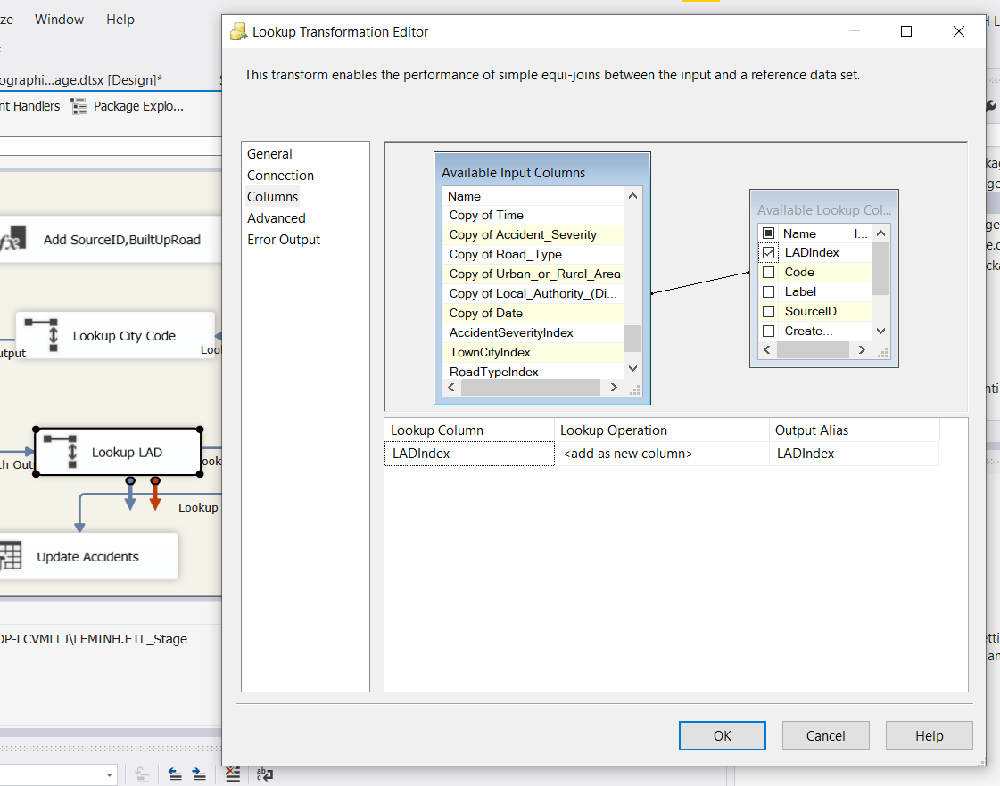 ze Window Help
Lookup Transformation Editor
This transform enables the performance of simple equi-joins between the input and a reference data set.
ographi...age.dtsx [Design]*
nt Handlers Package Explo...
General
Connection
Columns
Advanced
Error Output
Available Input Columns
Name
Copy of Time
Copy of Accident_Severity
Copy of Road_Type
Copy of Urban_or_Rural_Area
Copy of Local_Authority_(Di...
Copy of Date
AccidentSeverityIndex
TownCityIndex
RoadTypeIndex
Available Lookup Col...
Name I...
LADIndex
Code
Label
SourceID
Create...
Lookup Column Lookup Operation Output Alias
LADIndex <add as new column> LADIndex
fx Add SourceID,BuiltUpRoad
Lookup City Code
utput Loo
Lookup LAD
ch Out ook
Lookup
Update Accidents
OP-LCVMLLJ\LEMINH.ETL_Stage
OK Cancel Help